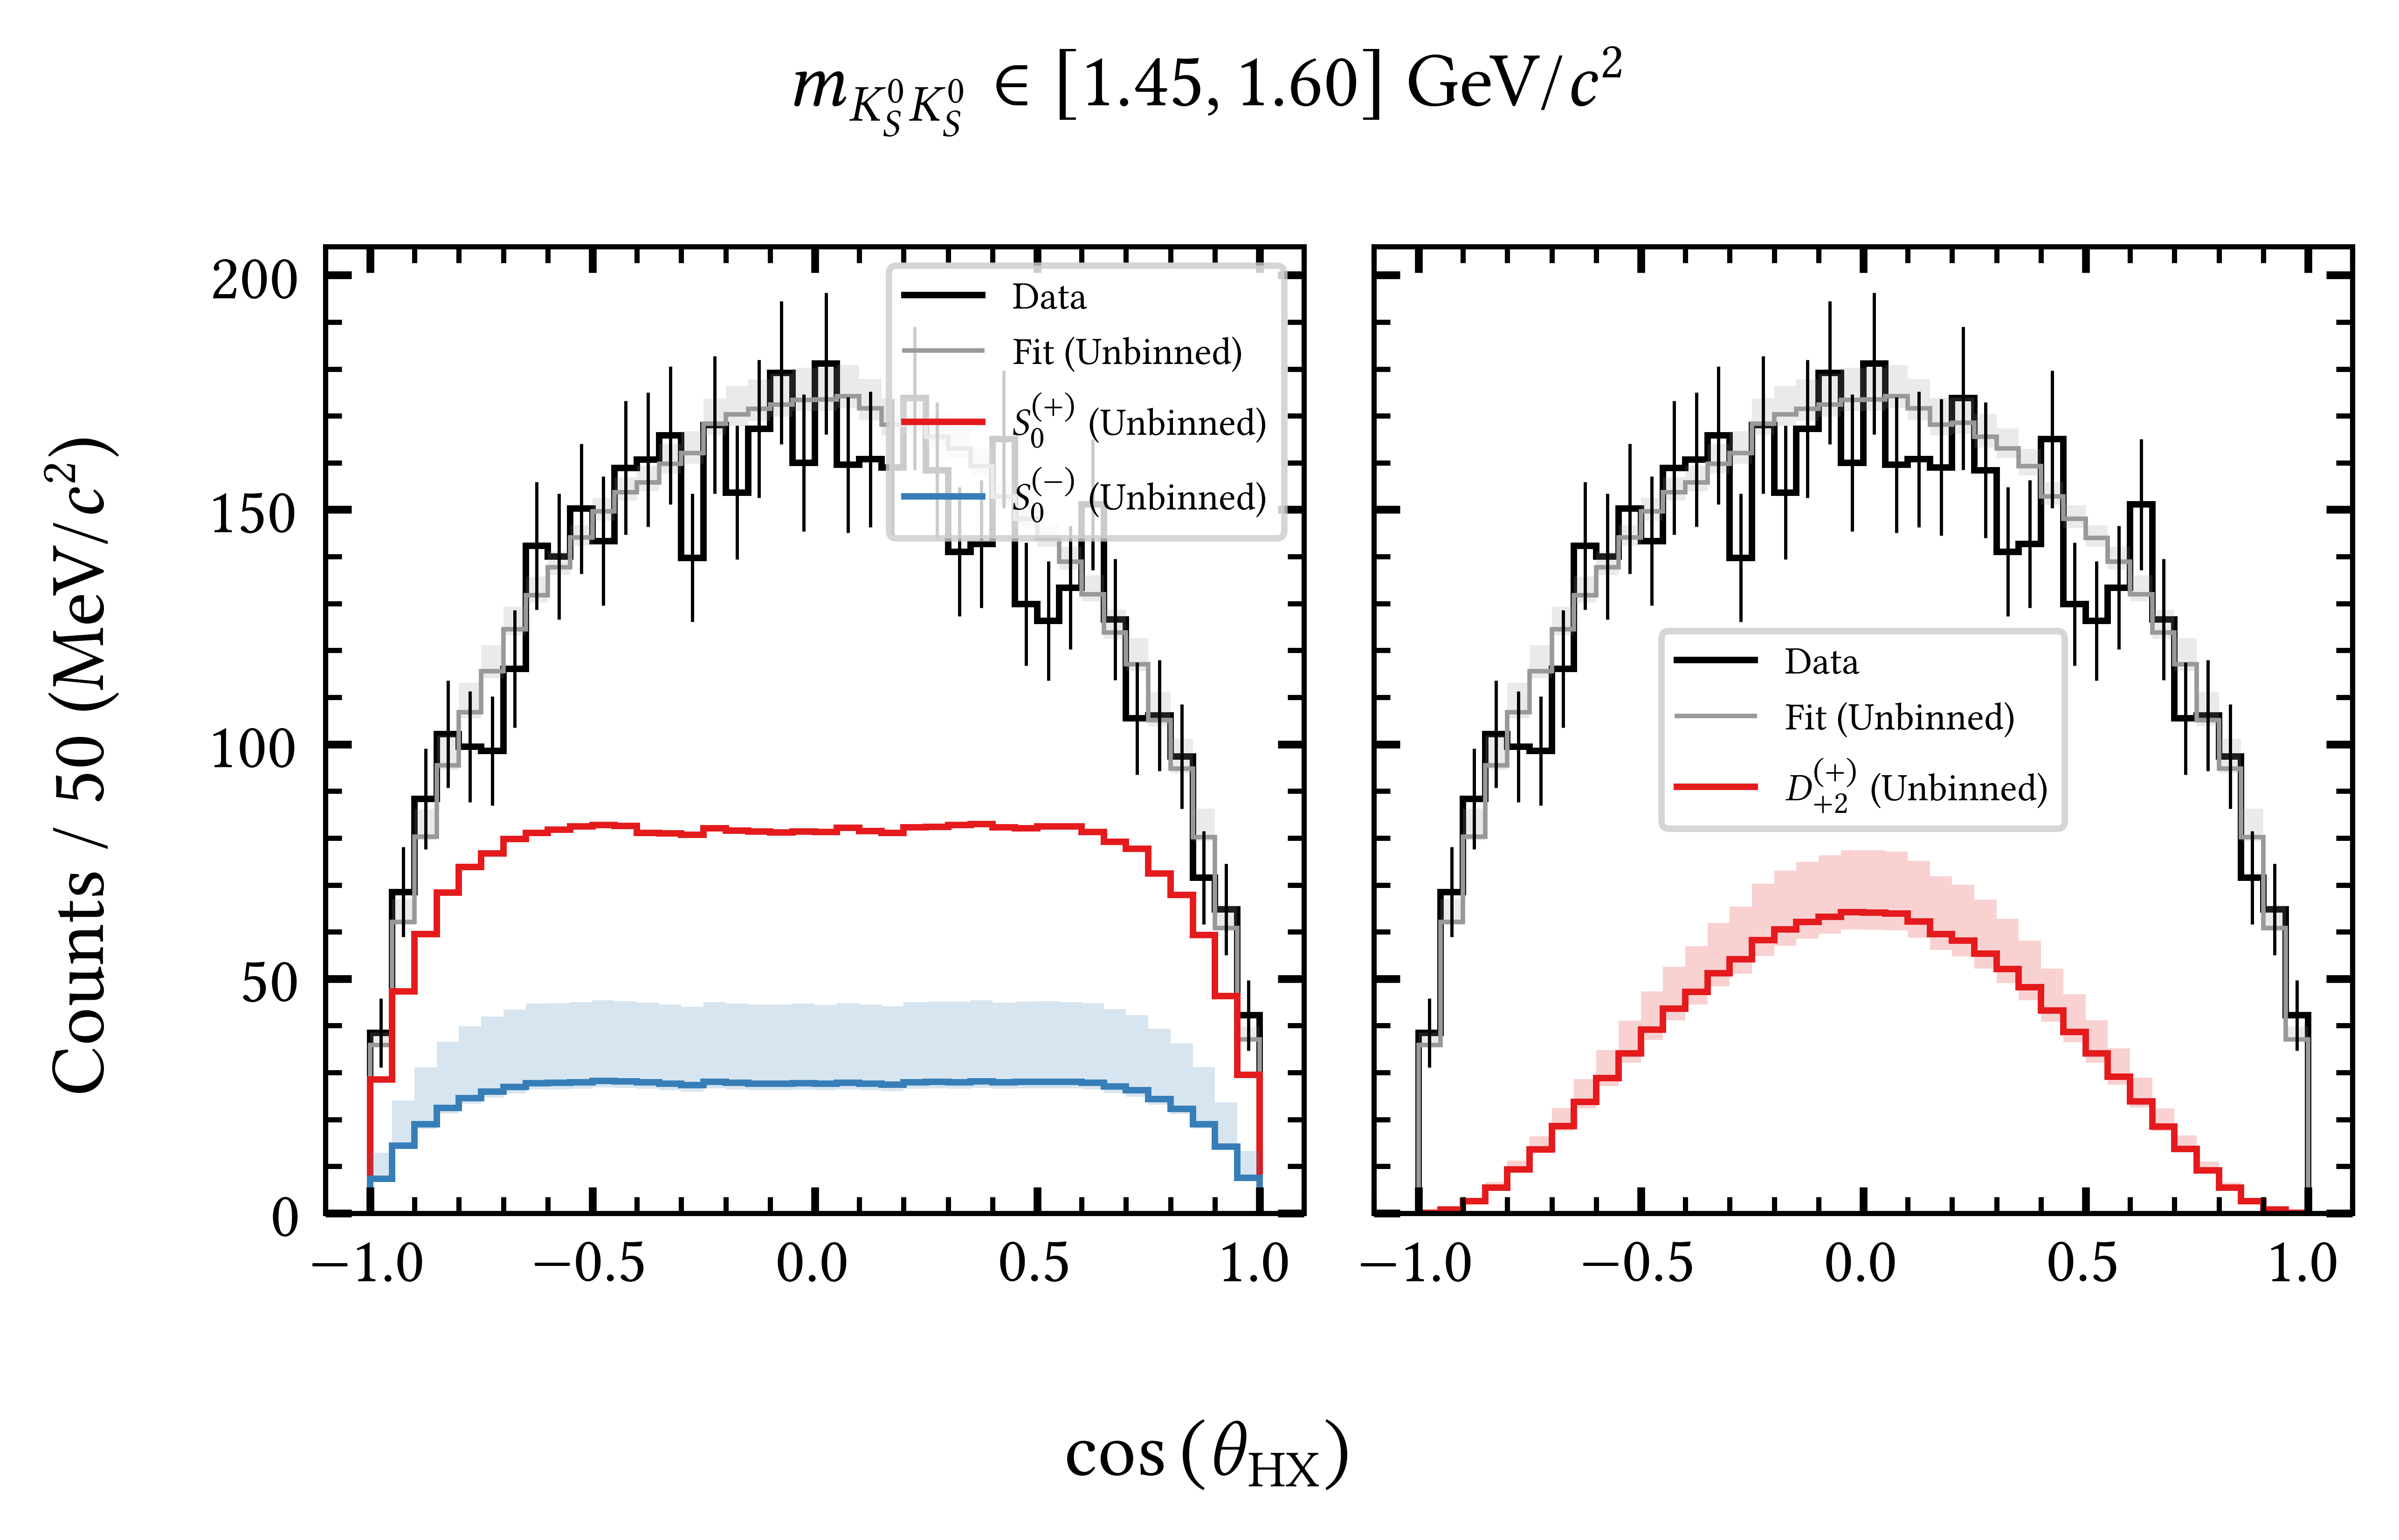 m_{K_S^0 K_S^0} ∈ [1.45, 1.60] GeV/c²
Counts / 50 (MeV/c²)
200
150
100
50
0
Data
Fit (Unbinned)
S_0^{(+)} (Unbinned)
S_0^{(−)} (Unbinned)
Data
Fit (Unbinned)
D_{+2}^{(+)} (Unbinned)
−1.0 −0.5 0.0 0.5 1.0
−1.0 −0.5 0.0 0.5 1.0
cos (θ_{HX})